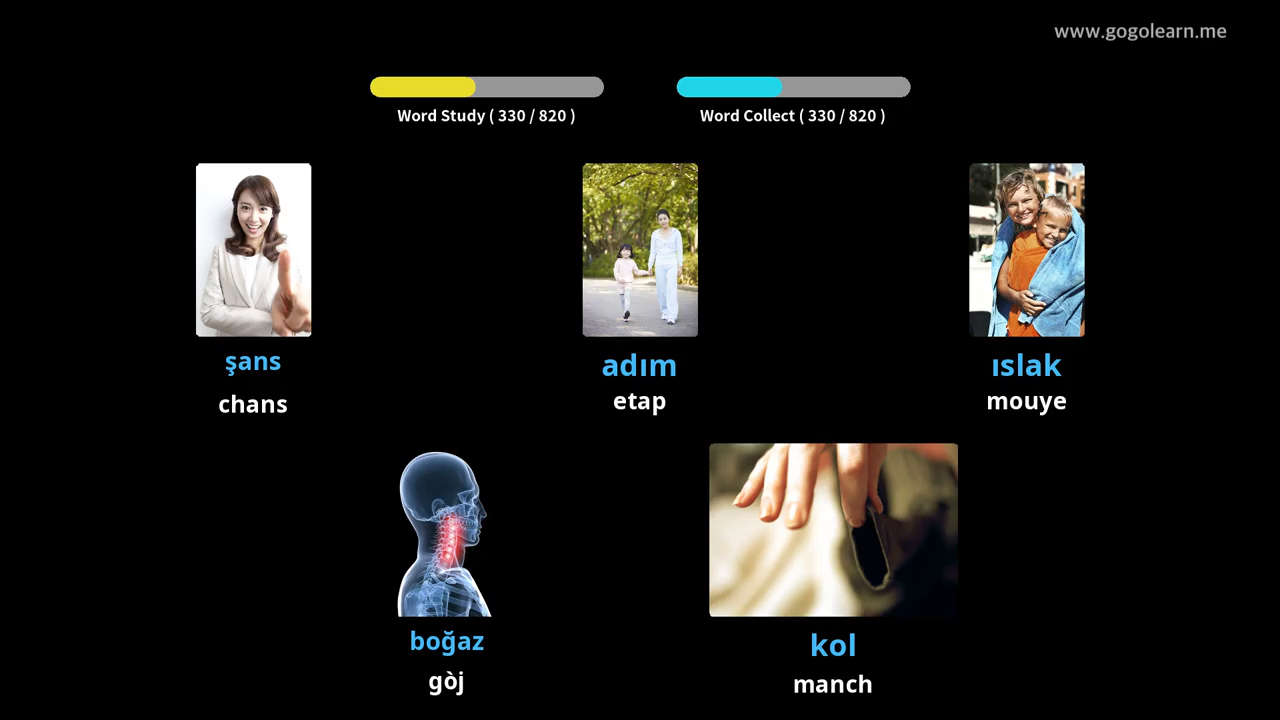 www.gogolearn.me
Word Study ( 330 / 820 )
Word Collect ( 330 / 820 )
şans
chans
adım
etap
ıslak
mouye
boğaz
gòj
kol
manch